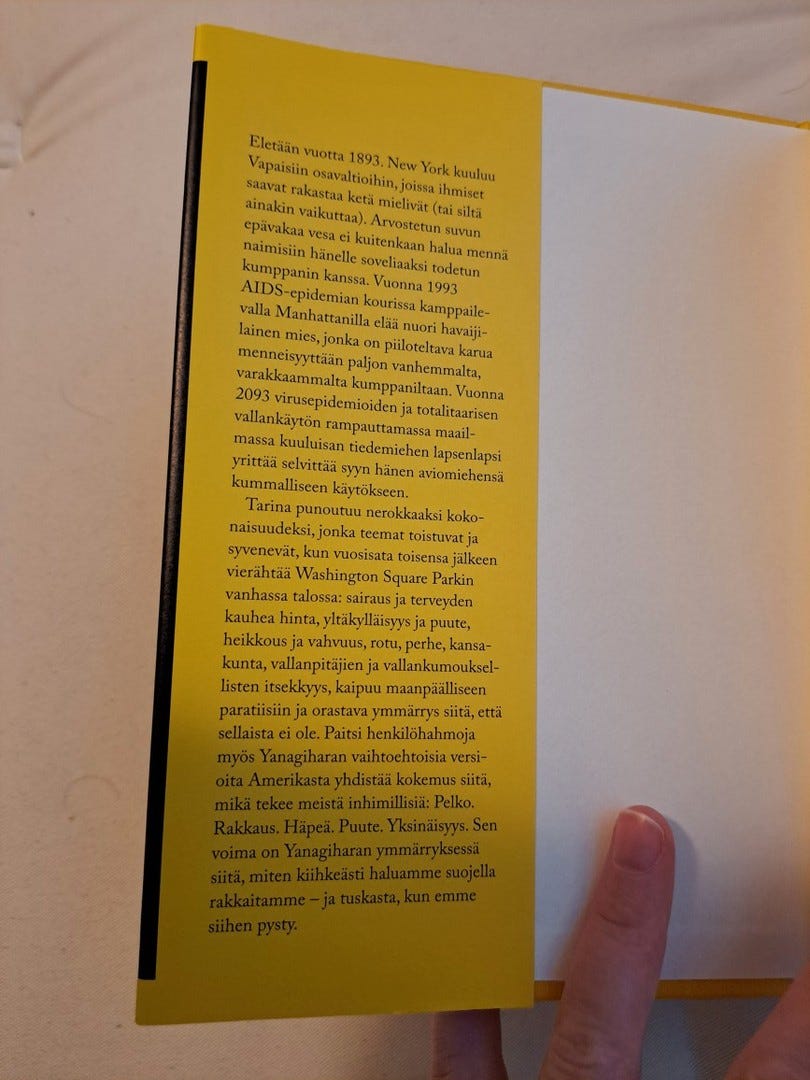 Eletään vuotta 1893. New York kuuluu
Vapaisiin osavaltioihin, joissa ihmiset
saavat rakastaa ketä mielivät (tai siltä
ainakin vaikuttaa). Arvostetun suvun
epävakaa vesa ei kuitenkaan halua mennä
naimisiin hänelle soveliaaksi todetun
kumppanin kanssa. Vuonna 1993
AIDS-epidemian kourissa kamppaile-
valla Manhattanilla elää nuori havaiji-
lainen mies, jonka on piiloteltava karua
menneisyyttään paljon vanhemmalta,
varakkaammalta kumppaniltaan. Vuonna
2093 virusepidemioiden ja totalitaarisen
vallankäytön rampauttamassa maail-
massa kuuluisan tiedemiehen lapsenlapsi
yrittää selvittää syyn hänen aviomiehensä
kummalliseen käytökseen.
Tarina punoutuu nerokkaaksi koko-
naisuudeksi, jonka teemat toistuvat ja
syvenevät, kun vuosisata toisensa jälkeen
vierähtää Washington Square Parkin
vanhassa talossa: sairaus ja terveyden
kauhea hinta, yltäkylläisyys ja puute,
heikkous ja vahvuus, rotu, perhe, kansa-
kunta, vallanpitäjien ja vallankumouksel-
listen itsekkyys, kaipuu maanpäälliseen
paratiisiin ja orastava ymmärrys siitä, että
sellaista ei ole. Paitsi henkilöhahmoja
myös Yanagiharan vaihtoehtoisia versi-
oita Amerikasta yhdistää kokemus siitä,
mikä tekee meistä inhimillisiä: Pelko.
Rakkaus. Häpeä. Puute. Yksinäisyys. Sen
voima on Yanagiharan ymmärryksessä
siitä, miten kiihkeästi haluamme suojella
rakkaitamme – ja tuskasta, kun emme
siihen pysty.